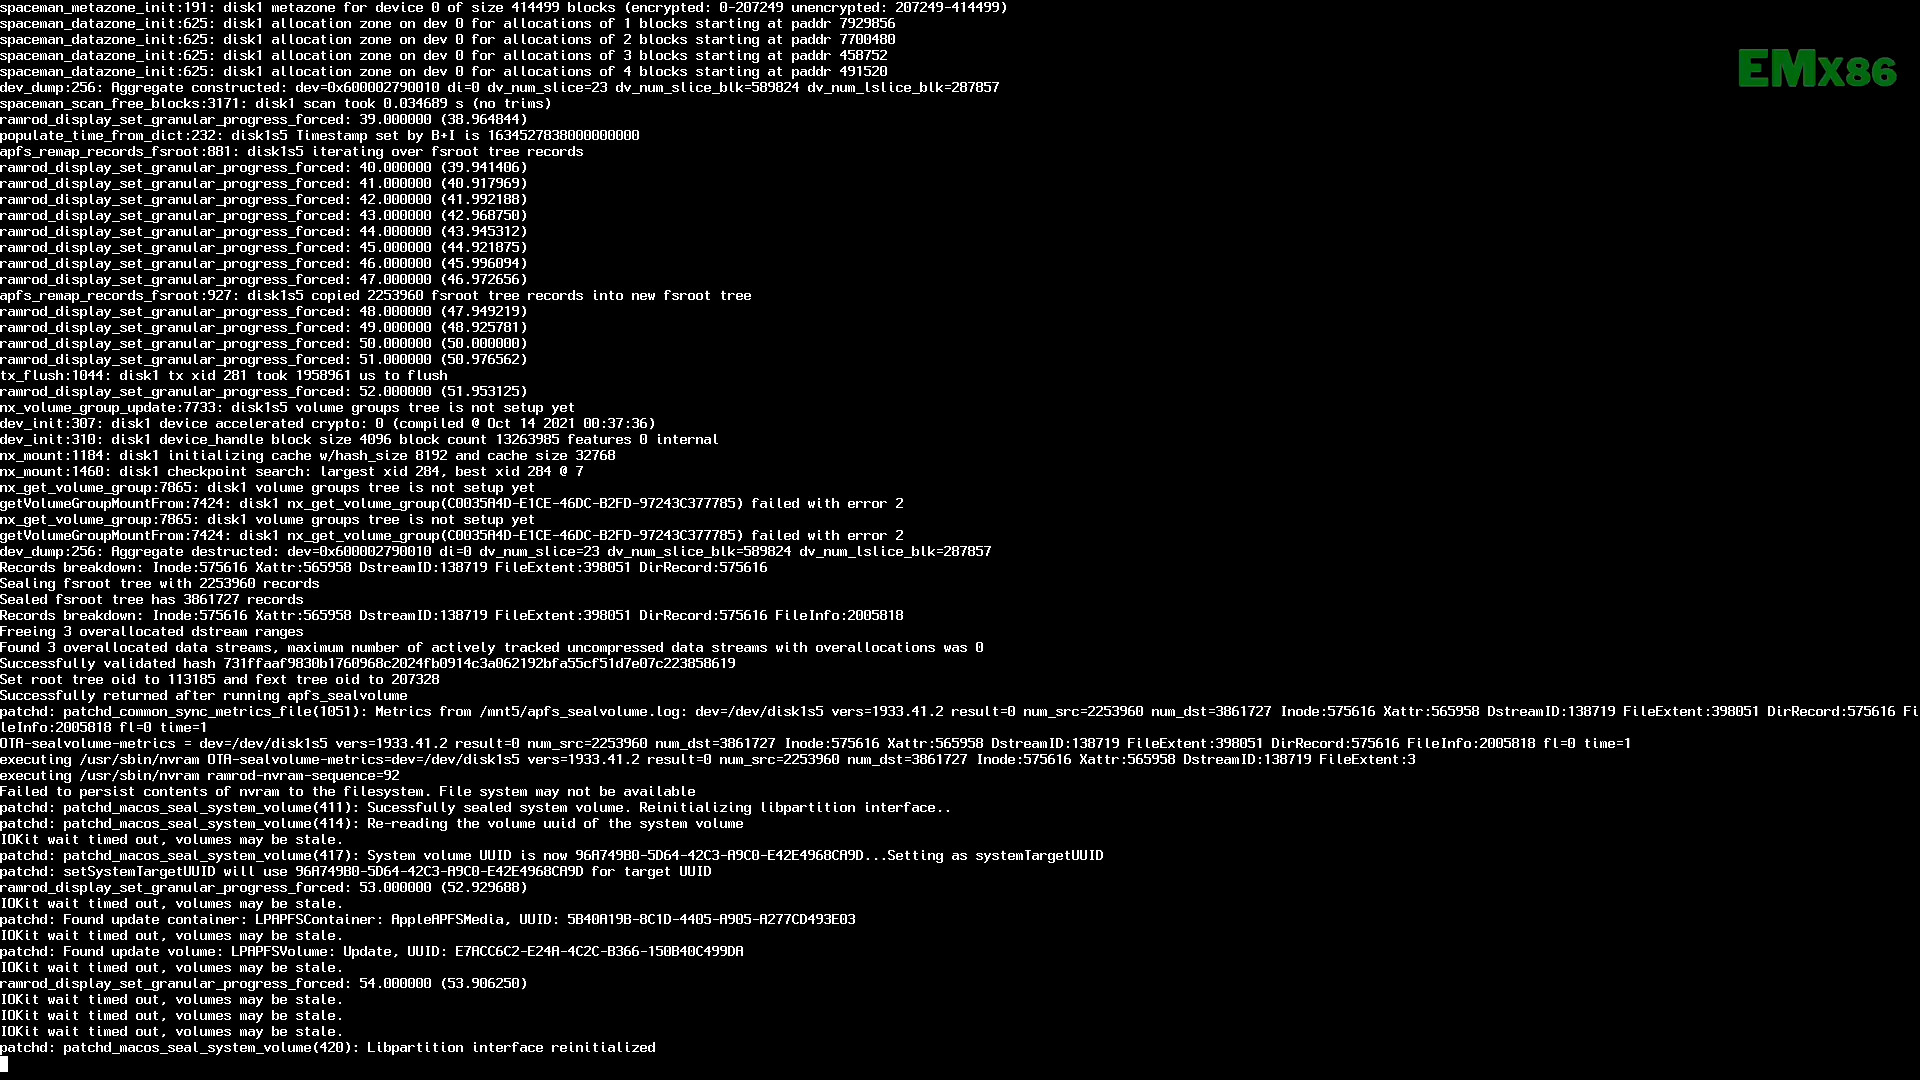 spaceman_metazone_init:191: disk1 metazone for device 0 of size 414499 blocks (encrypted: 0-207249 unencrypted: 207249-414499)
spaceman_datazone_init:625: disk1 allocation zone on dev 0 for allocations of 1 blocks starting at paddr 7929856
spaceman_datazone_init:625: disk1 allocation zone on dev 0 for allocations of 2 blocks starting at paddr 7700480
spaceman_datazone_init:625: disk1 allocation zone on dev 0 for allocations of 3 blocks starting at paddr 458752
spaceman_datazone_init:625: disk1 allocation zone on dev 0 for allocations of 4 blocks starting at paddr 491520
EMx86
dev_dump:256: Aggregate constructed: dev=0x600002790010 di=0 dv_num_slice=23 dv_num_slice_blk=589824 dv_num_lslice_blk=287857
spaceman_scan_free_blocks:3171: disk1 scan took 0.034689 s (no trims)
ramrod_display_set_granular_progress_forced: 39.000000 (38.964844)
populate_time_from_dict:232: disk1s5 Timestamp set by B+I is 1634527838000000000
apfs_remap_records_fsroot:881: disk1s5 iterating over fsroot tree records
ramrod_display_set_granular_progress_forced: 40.000000 (39.941406)
ramrod_display_set_granular_progress_forced: 41.000000 (40.917969)
ramrod_display_set_granular_progress_forced: 42.000000 (41.992188)
ramrod_display_set_granular_progress_forced: 43.000000 (42.968750)
ramrod_display_set_granular_progress_forced: 44.000000 (43.945312)
ramrod_display_set_granular_progress_forced: 45.000000 (44.921875)
ramrod_display_set_granular_progress_forced: 46.000000 (45.996094)
ramrod_display_set_granular_progress_forced: 47.000000 (46.972656)
apfs_remap_records_fsroot:927: disk1s5 copied 2253960 fsroot tree records into new fsroot tree
ramrod_display_set_granular_progress_forced: 48.000000 (47.949219)
ramrod_display_set_granular_progress_forced: 49.000000 (48.925781)
ramrod_display_set_granular_progress_forced: 50.000000 (50.000000)
ramrod_display_set_granular_progress_forced: 51.000000 (50.976562)
tx_flush:1044: disk1 tx xid 281 took 1958961 us to flush
ramrod_display_set_granular_progress_forced: 52.000000 (51.953125)
nx_volume_group_update:7733: disk1s5 volume groups tree is not setup yet
dev_init:307: disk1 device accelerated crypto: 0 (compiled @ Oct 14 2021 00:37:36)
dev_init:310: disk1 device_handle block size 4096 block count 13263985 features 0 internal
nx_mount:1184: disk1 initializing cache w/hash_size 8192 and cache size 32768
nx_mount:1460: disk1 checkpoint search: largest xid 284, best xid 284 @ 7
nx_get_volume_group:7865: disk1 volume groups tree is not setup yet
getVolumeGroupMountFrom:7424: disk1 nx_get_volume_group(C0035A4D-E1CE-46DC-B2FD-97243C377785) failed with error 2
nx_get_volume_group:7865: disk1 volume groups tree is not setup yet
getVolumeGroupMountFrom:7424: disk1 nx_get_volume_group(C0035A4D-E1CE-46DC-B2FD-97243C377785) failed with error 2
dev_dump:256: Aggregate destructed: dev=0x600002790010 di=0 dv_num_slice=23 dv_num_slice_blk=589824 dv_num_lslice_blk=287857
Records breakdown: Inode:575616 Xattr:565958 DstreamID:138719 FileExtent:398051 DirRecord:575616
Sealing fsroot tree with 2253960 records
Sealed fsroot tree has 3861727 records
Records breakdown: Inode:575616 Xattr:565958 DstreamID:138719 FileExtent:398051 DirRecord:575616 FileInfo:2005818
Freeing 3 overallocated dstream ranges
Found 3 overallocated data streams, maximum number of actively tracked uncompressed data streams with overallocations was 0
Successfully validated hash 731ffaaf9830b1760968c2024fb0914c3a062192bfa55cf51d7e07c223858619
Set root tree oid to 113185 and fext tree oid to 207328
Successfully returned after running apfs_sealvolume
patchd: patchd_common_sync_metrics_file(1051): Metrics from /mnt5/apfs_sealvolume.log: dev=/dev/disk1s5 vers=1933.41.2 result=0 num_src=2253960 num_dst=3861727 Inode:575616 Xattr:565958 DstreamID:138719 FileExtent:398051 DirRecord:575616 Fi
leInfo:2005818 fl=0 time=1
OTA-sealvolume-metrics = dev=/dev/disk1s5 vers=1933.41.2 result=0 num_src=2253960 num_dst=3861727 Inode:575616 Xattr:565958 DstreamID:138719 FileExtent:398051 DirRecord:575616 FileInfo:2005818 fl=0 time=1
executing /usr/sbin/nvram OTA-sealvolume-metrics=dev=/dev/disk1s5 vers=1933.41.2 result=0 num_src=2253960 num_dst=3861727 Inode:575616 Xattr:565958 DstreamID:138719 FileExtent:3
executing /usr/sbin/nvram ramrod-nvram-sequence=92
Failed to persist contents of nvram to the filesystem. File system may not be available
patchd: patchd_macos_seal_system_volume(411): Sucessfully sealed system volume. Reinitializing libpartition interface..
patchd: patchd_macos_seal_system_volume(414): Re-reading the volume uuid of the system volume
IOKit wait timed out, volumes may be stale.
patchd: patchd_macos_seal_system_volume(417): System volume UUID is now 96A749B0-5D64-42C3-A9C0-E42E4968CA9D...Setting as systemTargetUUID
patchd: setSystemTargetUUID will use 96A749B0-5D64-42C3-A9C0-E42E4968CA9D for target UUID
ramrod_display_set_granular_progress_forced: 53.000000 (52.929688)
IOKit wait timed out, volumes may be stale.
patchd: Found update container: LPAPFSContainer: AppleAPFSMedia, UUID: 5B40A19B-8C1D-4405-A905-A277CD493E03
IOKit wait timed out, volumes may be stale.
patchd: Found update volume: LPAPFSVolume: Update, UUID: E7ACC6C2-E24A-4C2C-B366-150B40C499DA
IOKit wait timed out, volumes may be stale.
ramrod_display_set_granular_progress_forced: 54.000000 (53.906250)
IOKit wait timed out, volumes may be stale.
IOKit wait timed out, volumes may be stale.
IOKit wait timed out, volumes may be stale.
patchd: patchd_macos_seal_system_volume(420): Libpartition interface reinitialized